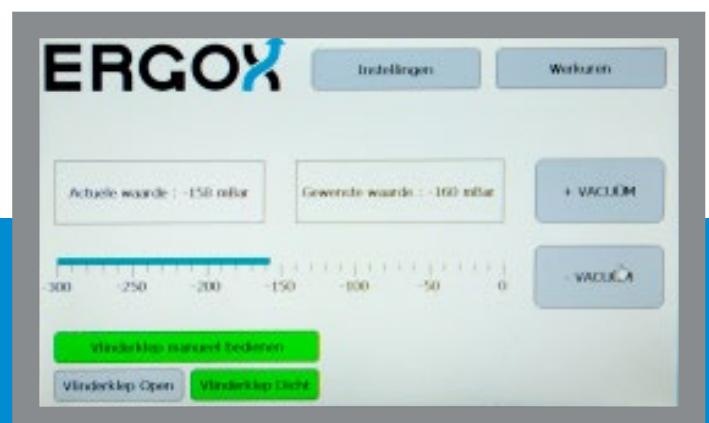 ERGOX
Instellingen
Werkuren
Actuele waarde : -158 mBar
Gewenste waarde : -160 mBar
+ VACUÜM
-300 -250 -200 -150 -100 -50 0
- VACUÜM
Vlinderklep manueel bedienen
Vlinderklep Open
Vlinderklep Dicht